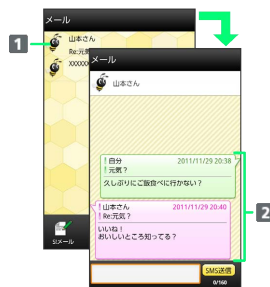 メール
1
山本さん
Re:元気
XXXXXX
S!メール
メール
山本さん
!自分 2011/11/29 20:38
!元気?
久しぶりにご飯食べに行かない?
!山本さん 2011/11/29 20:40
!Re:元気?
いいね!
おいしいところ知ってる?
2
SMS送信
0/160